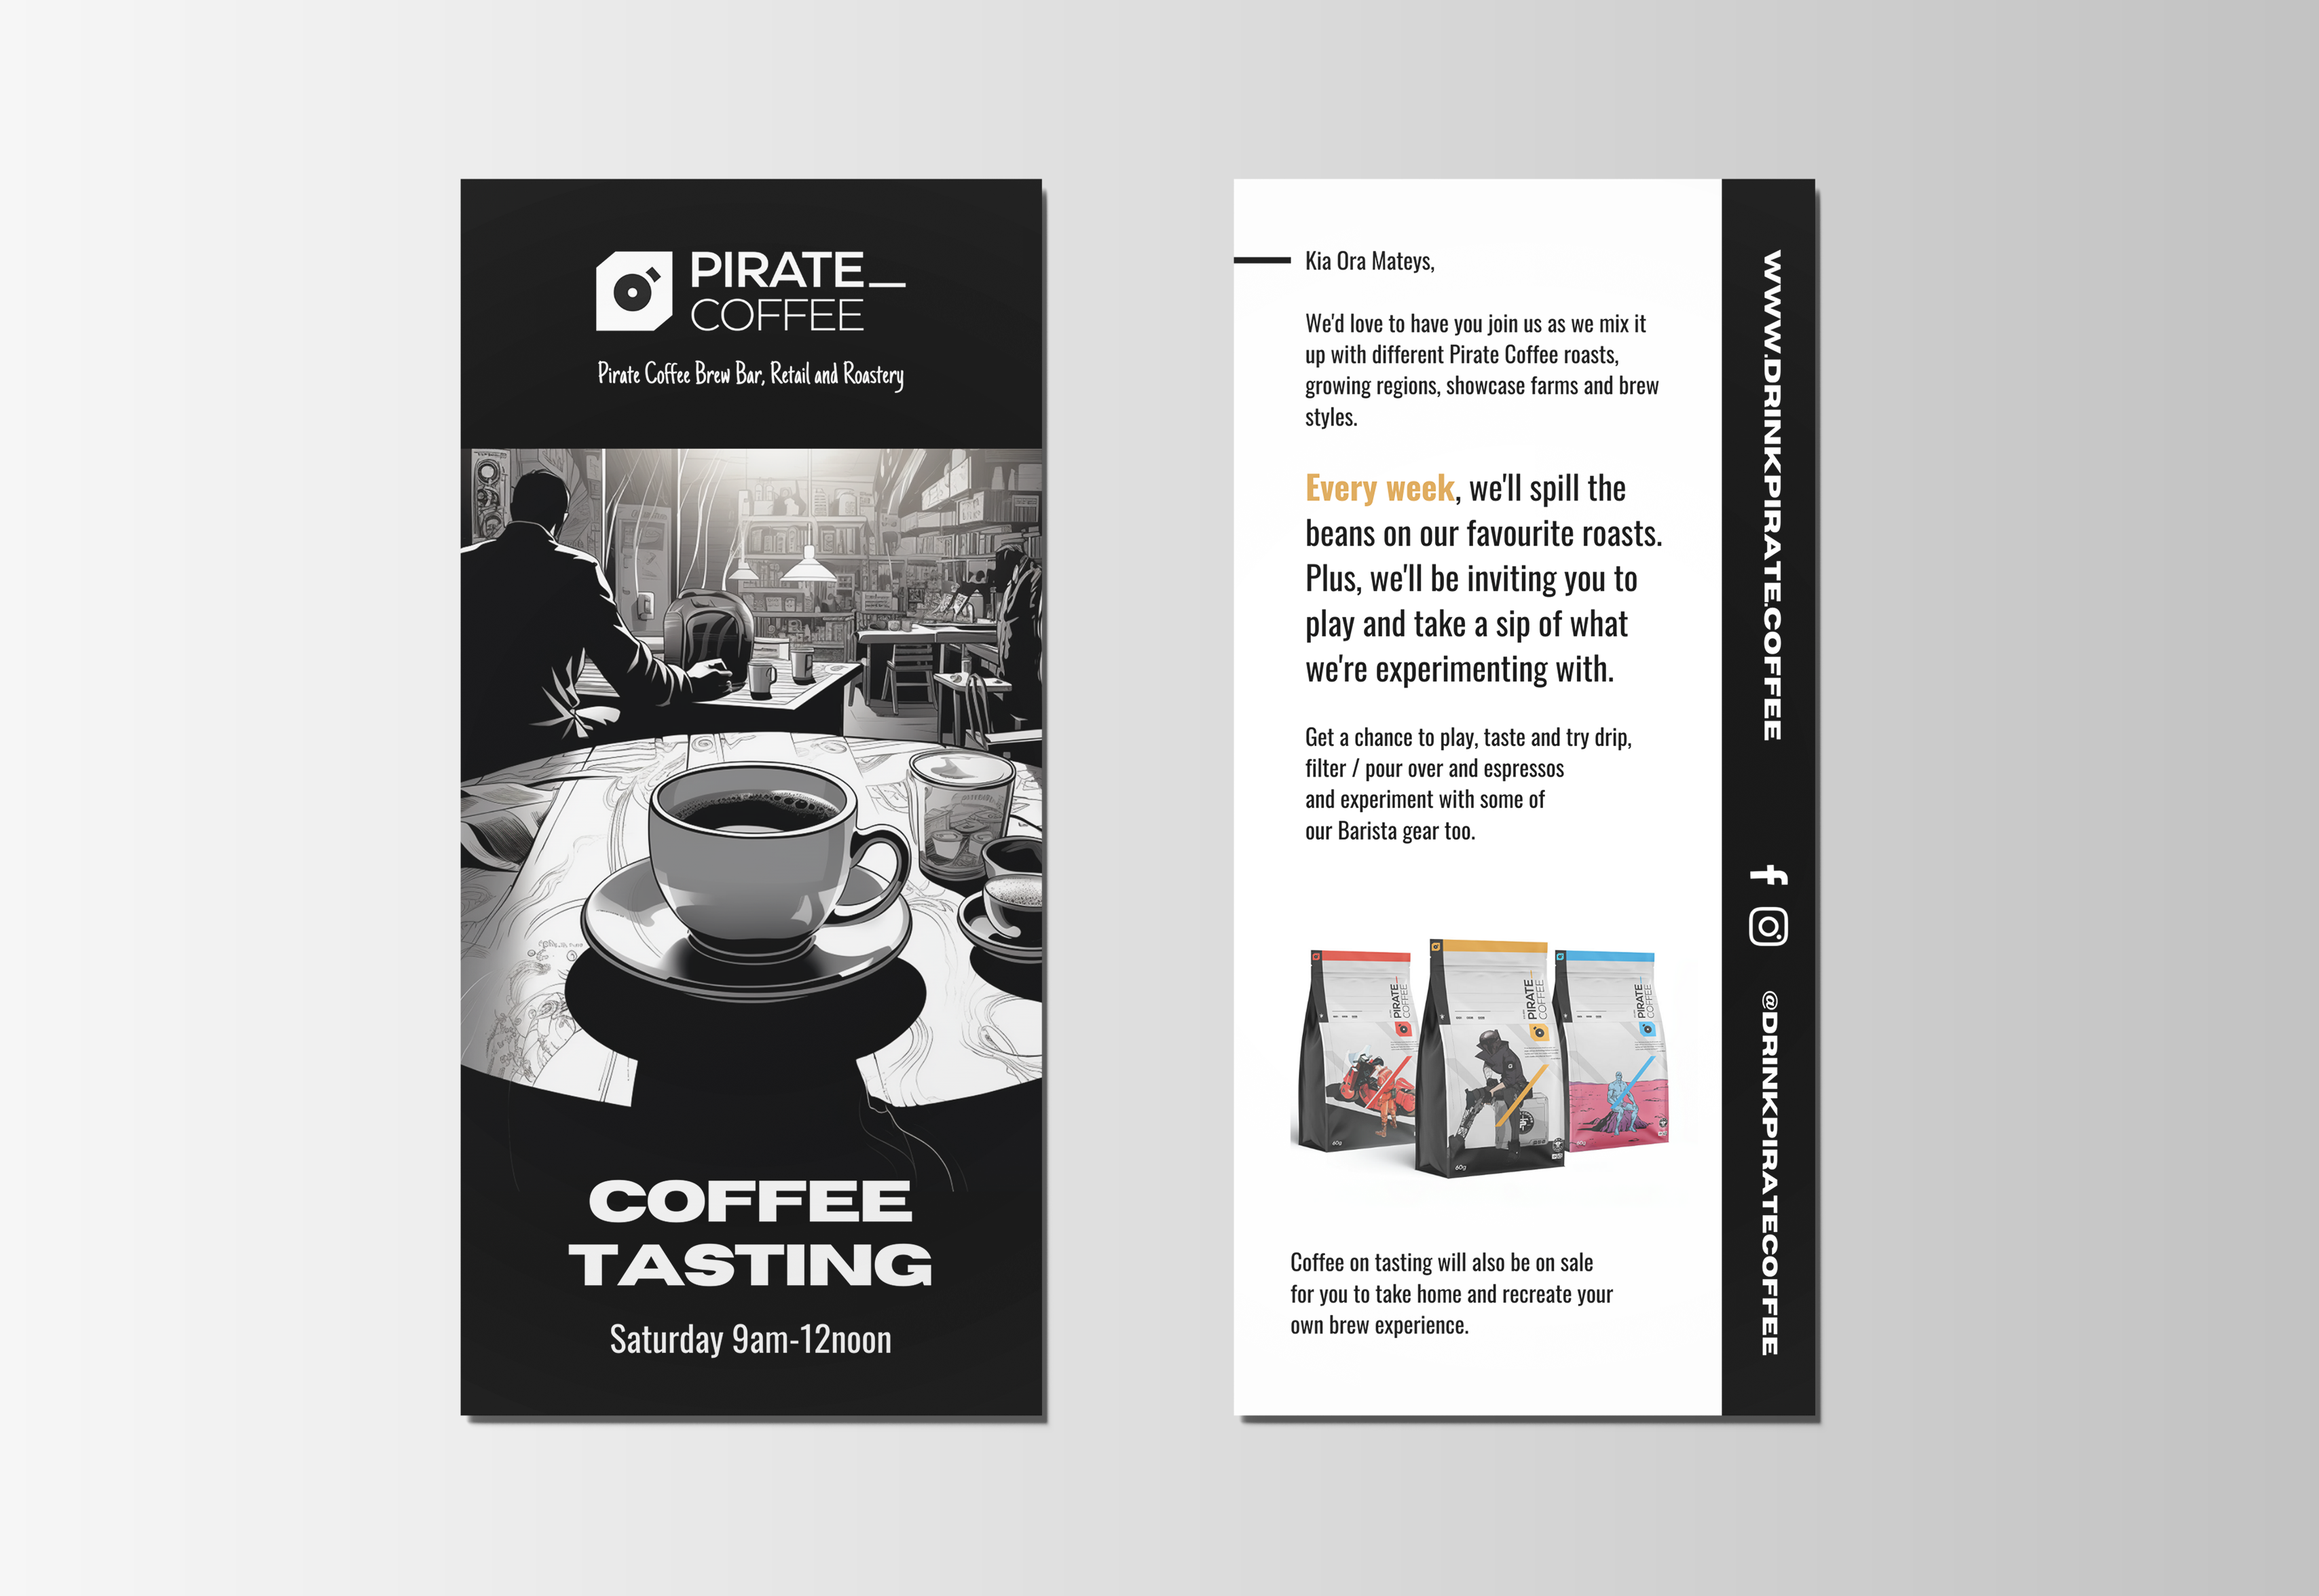 PIRATE_
COFFEE
Pirate Coffee Brew Bar, Retail and Roastery
COFFEE
TASTING
Saturday 9am-12noon
Kia Ora Mateys,
We'd love to have you join us as we mix it
up with different Pirate Coffee roasts,
growing regions, showcase farms and brew
styles.
Every week, we'll spill the
beans on our favourite roasts.
Plus, we'll be inviting you to
play and take a sip of what
we're experimenting with.
Get a chance to play, taste and try drip,
filter / pour over and espressos
and experiment with some of
our Barista gear too.
PIRATE_
COFFEE
60g
PIRATE_
COFFEE
60g
PIRATE_
COFFEE
60g
Coffee on tasting will also be on sale
for you to take home and recreate your
own brew experience.
WWW.DRINKPIRATE.COFFEE
@DRINKPIRATECOFFEE